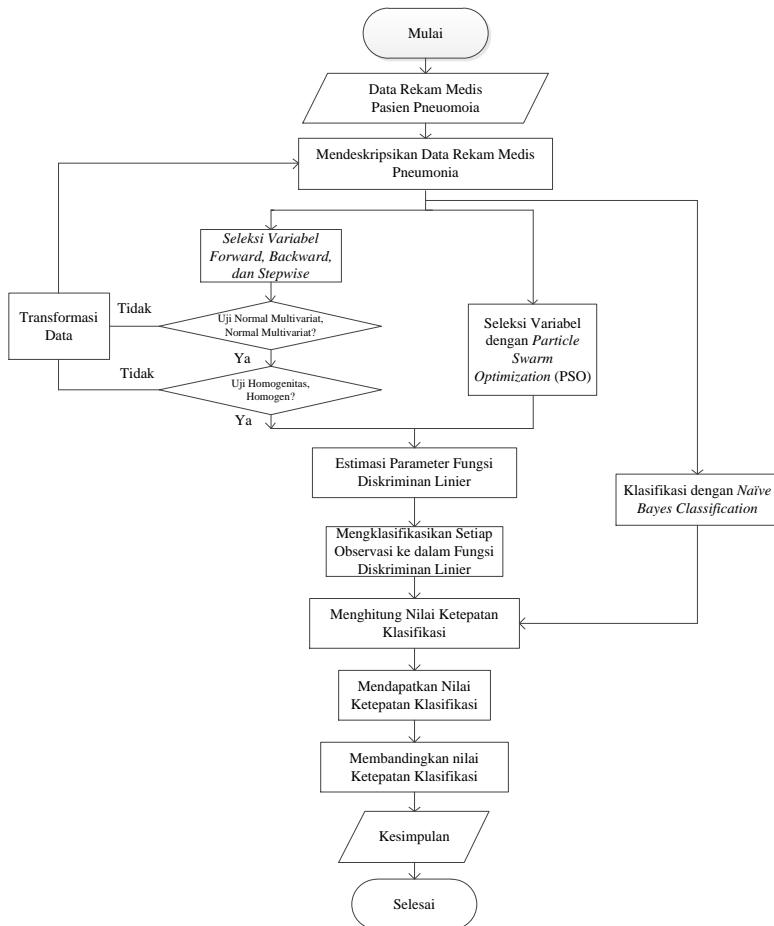 Mulai
Data Rekam Medis
Pasien Pneuomoia
Mendeskripsikan Data Rekam Medis
Pneumonia
Seleksi Variabel
Forward, Backward,
dan Stepwise
Transformasi
Data
Tidak
Uji Normal Multivariat,
Normal Multivariat?
Ya
Tidak
Uji Homogenitas,
Homogen?
Ya
Seleksi Variabel
dengan Particle
Swarm
Optimization (PSO)
Estimasi Parameter Fungsi
Diskriminan Linier
Klasifikasi dengan Naïve
Bayes Classification
Mengklasifikasikan Setiap
Observasi ke dalam Fungsi
Diskriminan Linier
Menghitung Nilai Ketepatan
Klasifikasi
Mendapatkan Nilai
Ketepatan Klasifikasi
Membandingkan nilai
Ketepatan Klasifikasi
Kesimpulan
Selesai